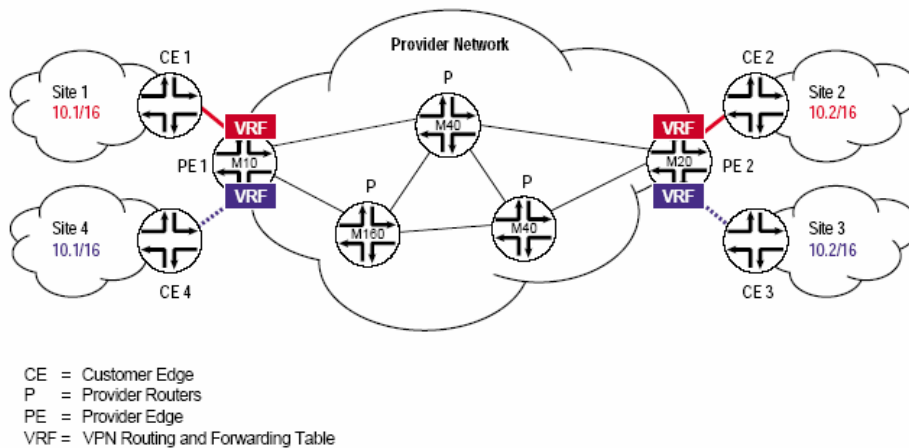 Provider Network
CE 1
Site 1
10.1/16
VRF
PE 1
M10
VRF
Site 4
10.1/16
CE 4
P
M40
P
M160
P
M40
CE 2
Site 2
10.2/16
VRF
M20
PE 2
VRF
Site 3
10.2/16
CE 3
CE = Customer Edge
P = Provider Routers
PE = Provider Edge
VRF = VPN Routing and Forwarding Table